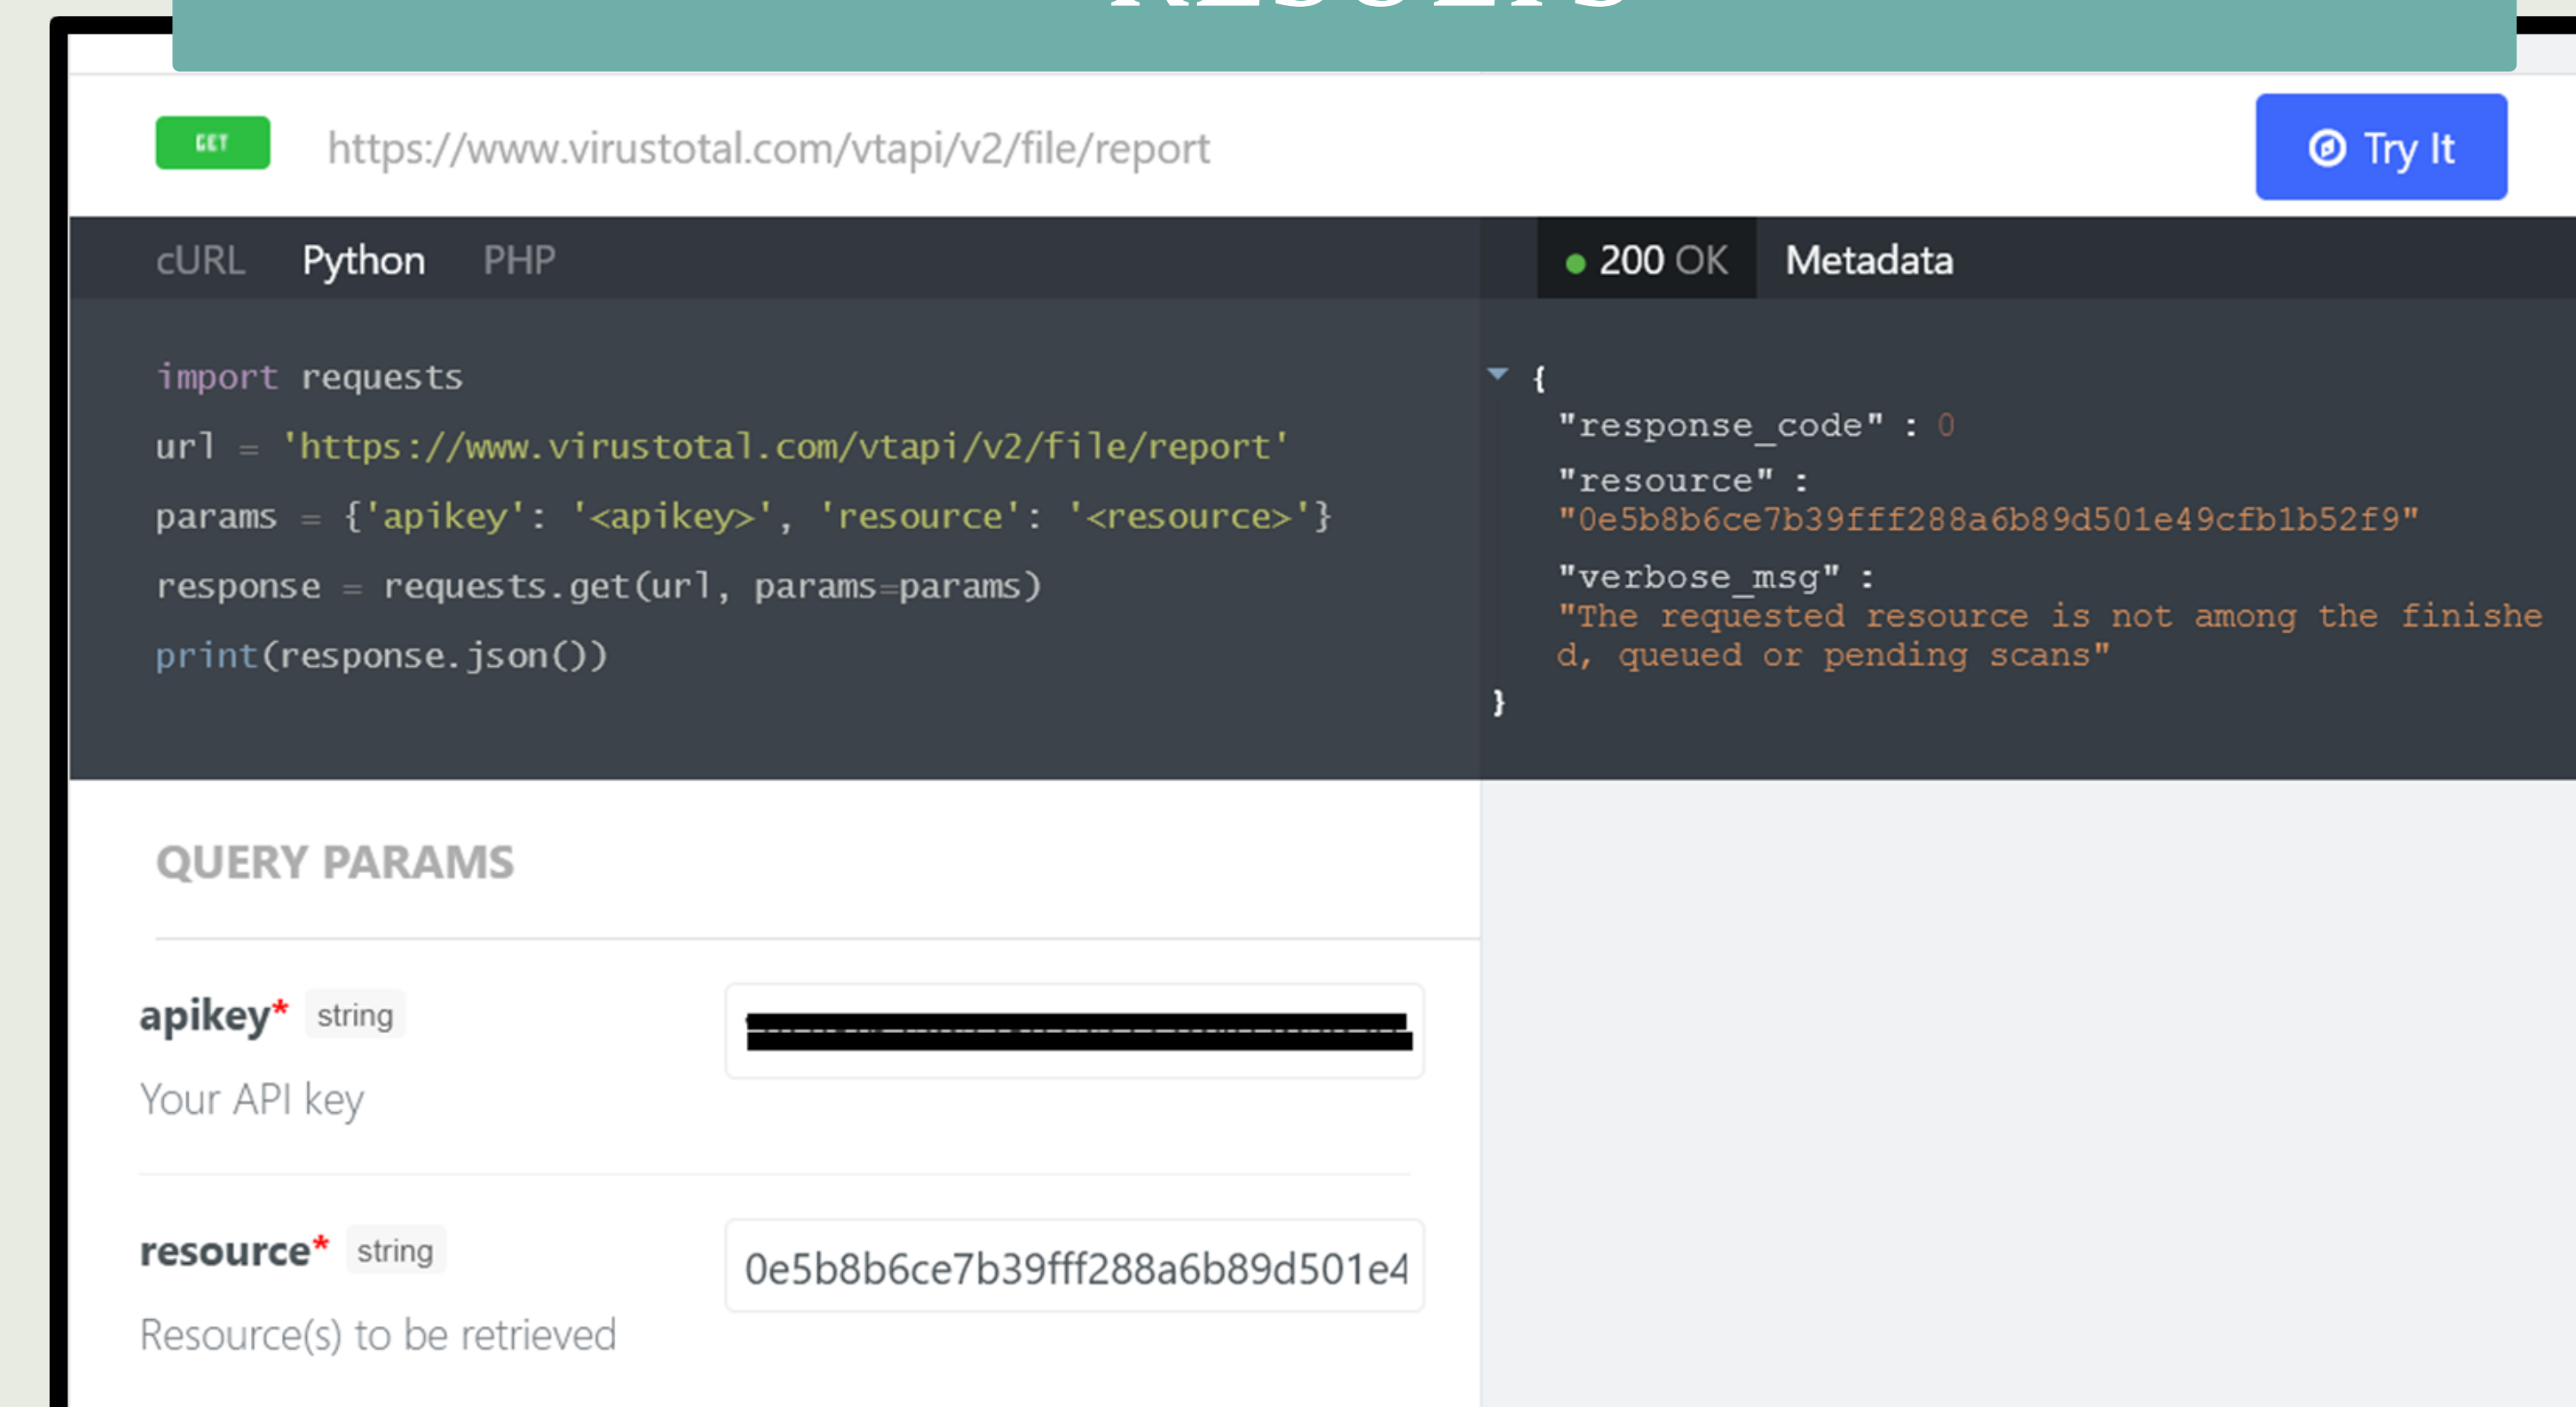 RESULTS
GET https://www.virustotal.com/vtapi/v2/file/report Try It
cURL Python PHP
200 OK Metadata
import requests
url = 'https://www.virustotal.com/vtapi/v2/file/report'
params = {'apikey': '<apikey>', 'resource': '<resource>'}
response = requests.get(url, params=params)
print(response.json())
{
"response_code" : 0
"resource" :
"0e5b8b6ce7b39fff288a6b89d501e49cfb1b52f9"
"verbose_msg" :
"The requested resource is not among the finishe
d, queued or pending scans"
}
QUERY PARAMS
apikey* string
Your API key
resource* string 0e5b8b6ce7b39fff288a6b89d501e4
Resource(s) to be retrieved